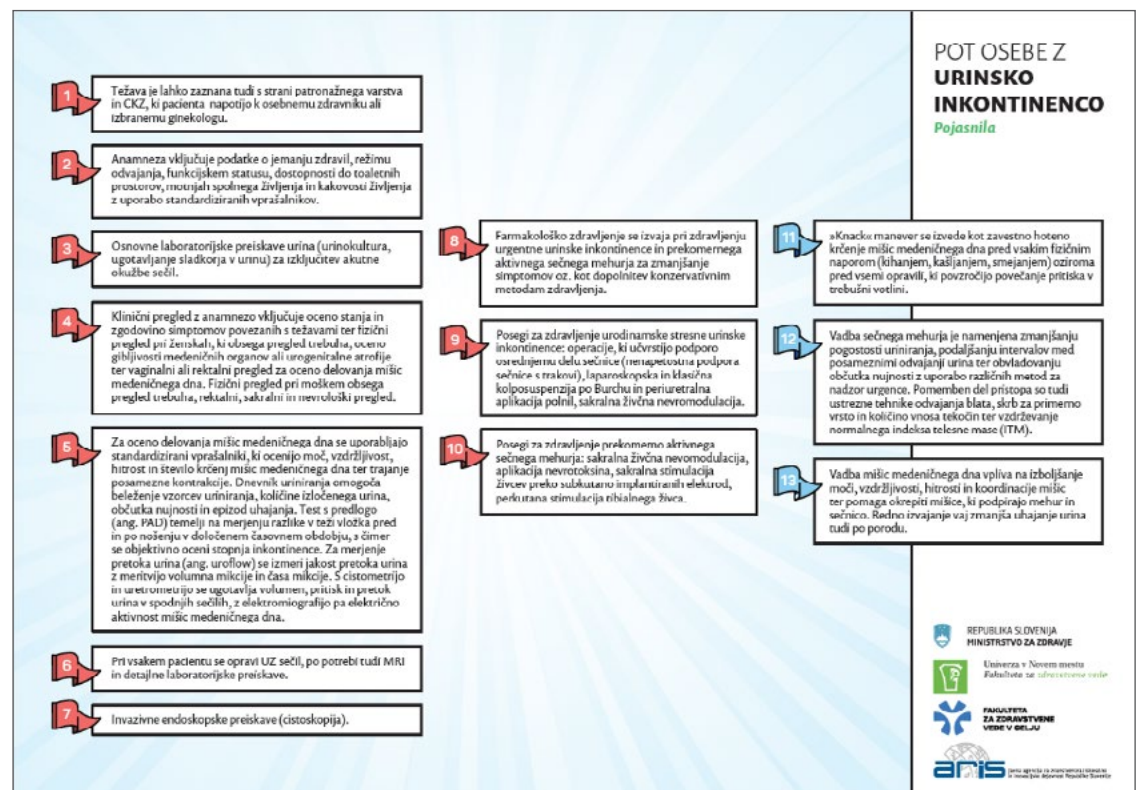 POT OSEBE Z
URINSKO
INKONTINENCO
Pojasnila
1
Težava je lahko zaznana tudi s strani patronažnega varstva
in CKZ, ki pacienta napotijo k osebnemu zdravniku ali
izbranemu ginekologu.
2
Anamneza vključuje podatke o jemanju zdravil, režimu
odvajanja, funkcijskem statusu, dostopnosti do toaletnih
prostorov, motnjah spolnega življenja in kakovosti življenja
z uporabo standardiziranih vprašalnikov.
3
Osnovne laboratorijske preiskave urina (urinokultura,
ugotavljanje sladkorja v urinu) za izključitev akutne
okužbe sečil.
4
Klinični pregled z anamnezo vključuje oceno stanja in
zgodovino simptomov povezanih s težavami ter fizični
pregled pri ženskah, ki obsega pregled trebuha, oceno
gibljivosti medeničnih organov ali urogenitalne atrofije
ter vaginalni ali rektalni pregled za oceno delovanja mišic
medeničnega dna. Fizični pregled pri moškem obsega
pregled trebuha, rektalni, sakralni in nevrološki pregled.
5
Za oceno delovanja mišic medeničnega dna se uporabljajo
standardizirani vprašalniki, ki ocenijo moč, vzdržljivost,
hitrost in število krčenj mišic medeničnega dna ter trajanje
posamezne kontrakcije. Dnevnik uriniranja omogoča
beleženje vzorcev uriniranja, količine izločenega urina,
občutka nujnosti in epizod uhajanja. Test s predlogo
(ang. PAD) temelji na merjenju razlike v teži vložka pred
in po nošenju v določenem časovnem obdobju, s čimer
se objektivno oceni stopnja inkontinence. Za merjenje
pretoka urina (ang. uroflow) se izmeri jakost pretoka urina
z meritvijo volumna mikcije in časa mikcije. S cistometrijo
in uretrometrijo se ugotavlja volumen, pritisk in pretok
urina v spodnjih sečilih, z elektromiografijo pa električno
aktivnost mišic medeničnega dna.
6
Pri vsakem pacientu se opravi UZ sečil, po potrebi tudi MRI
in detajlne laboratorijske preiskave.
7
Invazivne endoskopske preiskave (cistoskopija).
8
Farmakološko zdravljenje se izvaja pri zdravljenju
urgentne urinske inkontinence in prekomernega
aktivnega sečnega mehurja za zmanjšanje
simptomov oz. kot dopolnitev konzervativnim
metodam zdravljenja.
9
Posegi za zdravljenje urodinamske stresne urinske
inkontinence: operacije, ki učvrstijo podporo
osrednjemu delu sečnice (nenapetostna podpora
sečnice s trakovi), laparoskopska in klasična
kolposuspenzija po Burchu in periuretralna
aplikacija polnil, sakralna živčna nevromodulacija.
10
Posegi za zdravljenje prekomerno aktivnega
sečnega mehurja: sakralna živčna nevomodulacija,
aplikacija nevrotoksina, sakralna stimulacija
živcev preko subkutano implantiranih elektrod,
perkutana stimulacija tibialnega živca.
11
»Knack« manever se izvede kot zavestno hoteno
krčenje mišic medeničnega dna pred vsakim fizičnim
naporom (kihanjem, kašljanjem, smejanjem) oziroma
pred vsemi opravili, ki povzročijo povečanje pritiska v
trebušni votlini.
12
Vadba sečnega mehurja je namenjena zmanjšanju
pogostosti uriniranja, podaljšanju intervalov med
posameznimi odvajanji urina ter obvladovanju
občutka nujnosti z uporabo različnih metod za
nadzor urgence. Pomemben del pristopa so tudi
ustrezne tehnike odvajanja blata, skrb za primerno
vrsto in količino vnosa tekočin ter vzdrževanje
normalnega indeksa telesne mase (ITM).
13
Vadba mišic medeničnega dna vpliva na izboljšanje
moči, vzdržljivosti, hitrosti in koordinacije mišic
ter pomaga okrepiti mišice, ki podpirajo mehur in
sečnico. Redno izvajanje vaj zmanjša uhajanje urina
tudi po porodu.
REPUBLIKA SLOVENIJA
MINISTRSTVO ZA ZDRAVJE
Univerza v Novem mestu
Fakulteta za zdravstvene vede
FAKULTETA
ZA ZDRAVSTVENE
VEDE V CELJU
aris
Javna agencija za znanstvenoraziskovalno
in inovacijsko dejavnost Republike Slovenije